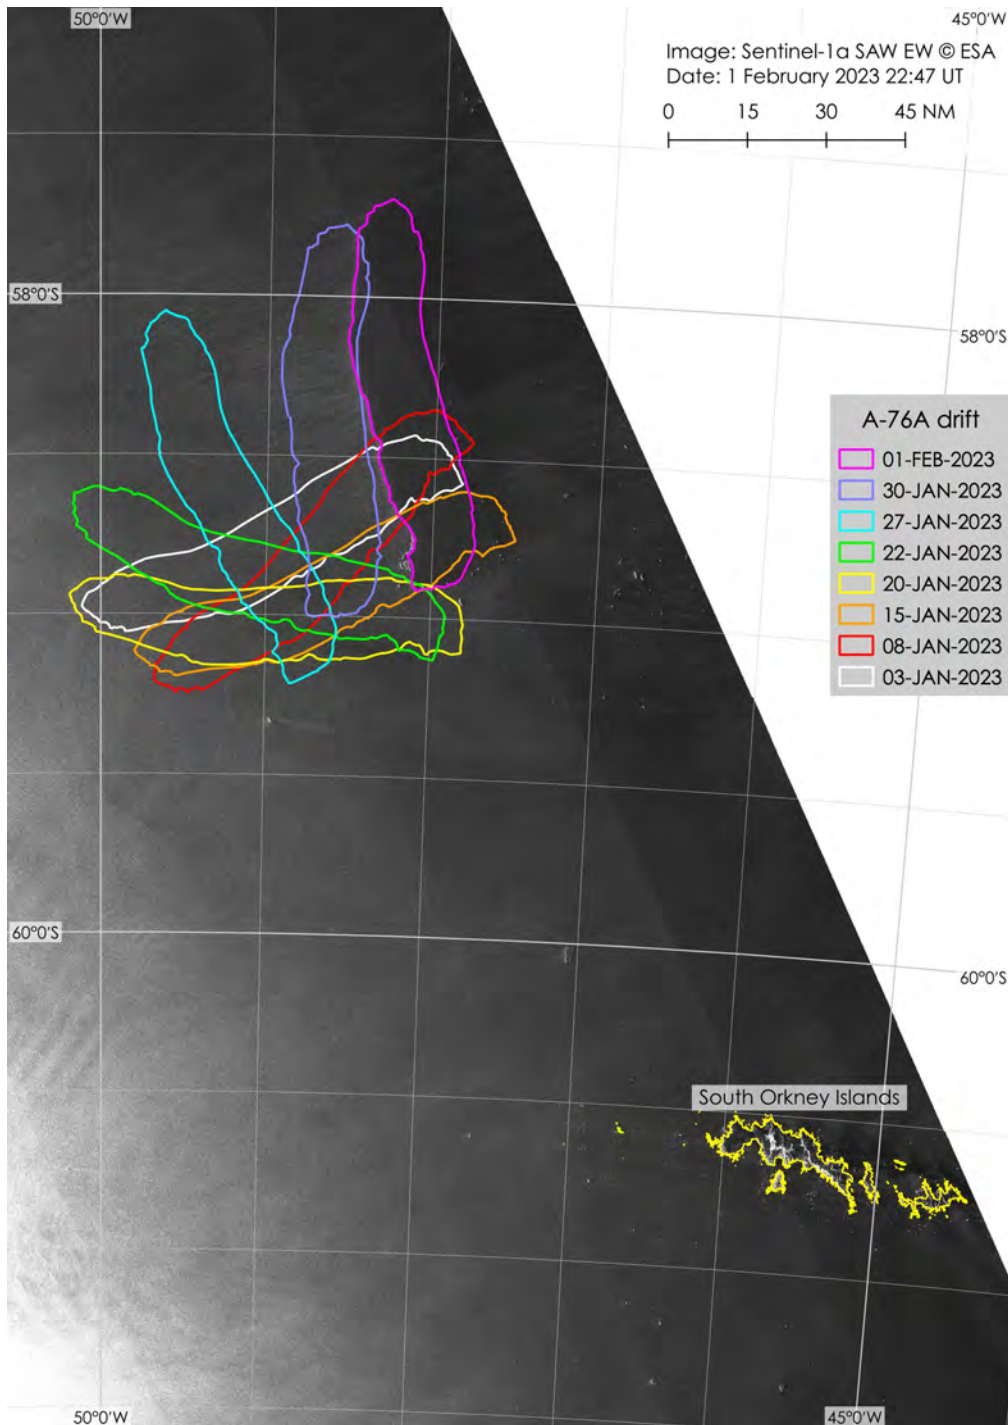 50°0'W
45°0'W
Image: Sentinel-1a SAW EW © ESA
Date: 1 February 2023 22:47 UT
0 15 30 45 NM
58°0'S
58°0'S
A-76A drift
01-FEB-2023
30-JAN-2023
27-JAN-2023
22-JAN-2023
20-JAN-2023
15-JAN-2023
08-JAN-2023
03-JAN-2023
60°0'S
60°0'S
South Orkney Islands
50°0'W
45°0'W